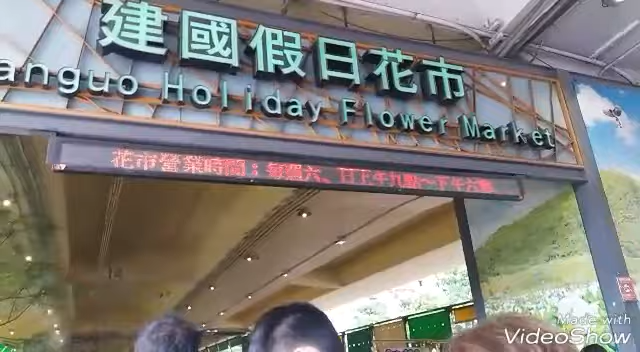 建國假日花市
anguo Holiday Flower Market
花市營業時間：每週六、日上午九點～下午六點
Made with
VideoShow